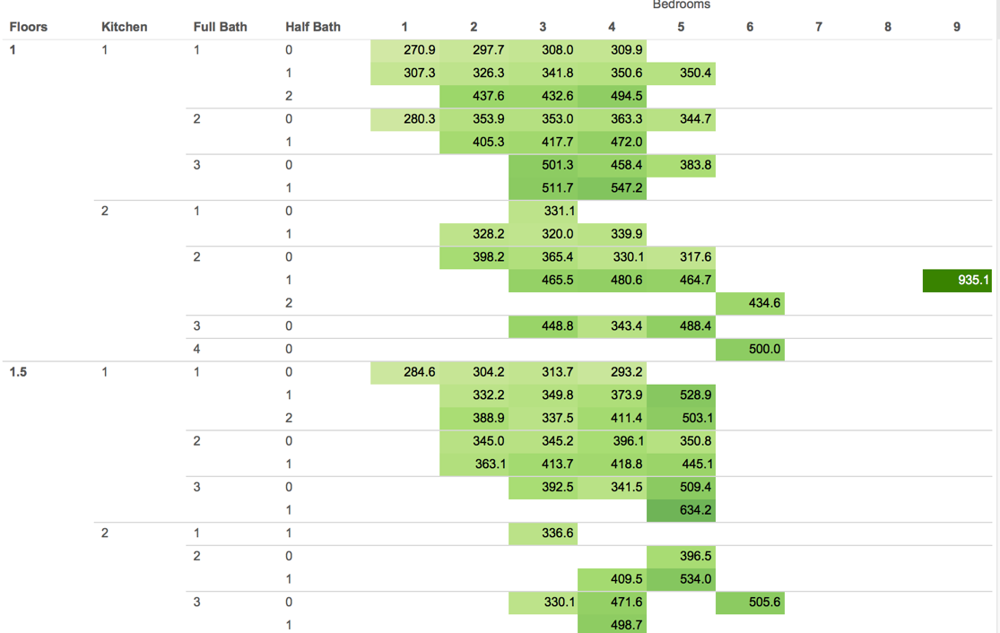 Bedrooms
Floors Kitchen Full Bath Half Bath 1 2 3 4 5 6 7 8 9
1 1 1 0 270.9 297.7 308.0 309.9
1 307.3 326.3 341.8 350.6 350.4
2 437.6 432.6 494.5
2 0 280.3 353.9 353.0 363.3 344.7
1 405.3 417.7 472.0
3 0 501.3 458.4 383.8
1 511.7 547.2
2 1 0 331.1
1 328.2 320.0 339.9
2 0 398.2 365.4 330.1 317.6
1 465.5 480.6 464.7 935.1
2 434.6
3 0 448.8 343.4 488.4
4 0 500.0
1.5 1 1 0 284.6 304.2 313.7 293.2
1 332.2 349.8 373.9 528.9
2 388.9 337.5 411.4 503.1
2 0 345.0 345.2 396.1 350.8
1 363.1 413.7 418.8 445.1
3 0 392.5 341.5 509.4
1 634.2
2 1 1 336.6
2 0 396.5
1 409.5 534.0
3 0 330.1 471.6 505.6
1 498.7